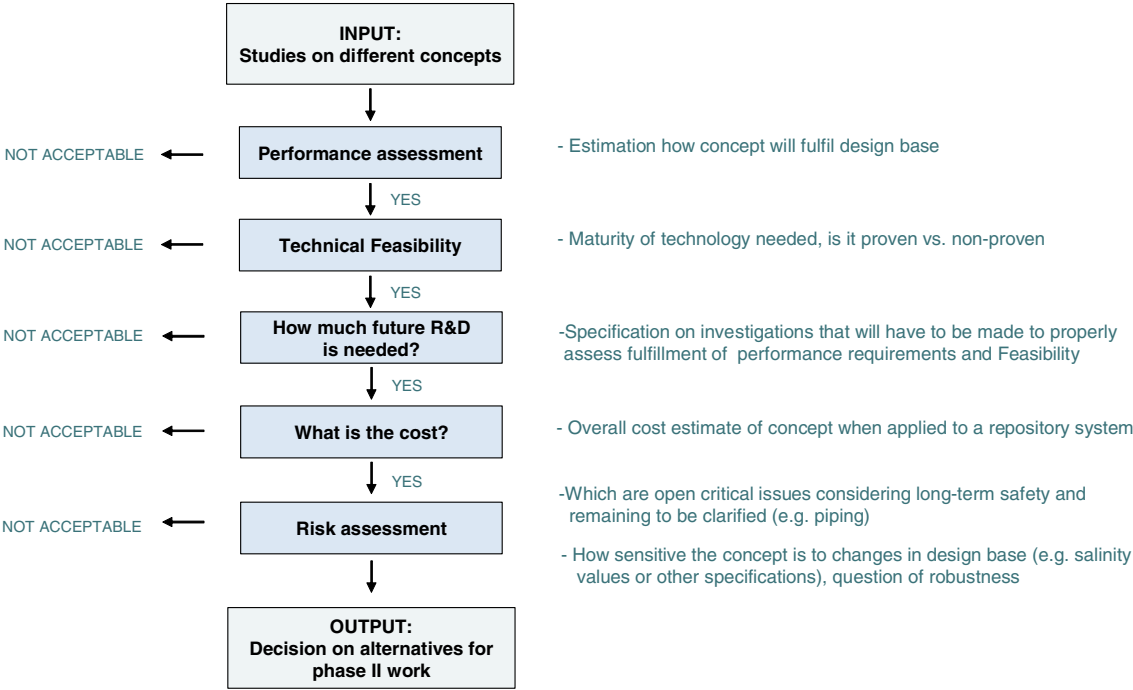 INPUT:
Studies on different concepts
NOT ACCEPTABLE
Performance assessment
- Estimation how concept will fulfil design base
YES
NOT ACCEPTABLE
Technical Feasibility
- Maturity of technology needed, is it proven vs. non-proven
YES
NOT ACCEPTABLE
How much future R&D
is needed?
-Specification on investigations that will have to be made to properly
assess fulfillment of performance requirements and Feasibility
YES
NOT ACCEPTABLE
What is the cost?
- Overall cost estimate of concept when applied to a repository system
YES
NOT ACCEPTABLE
Risk assessment
-Which are open critical issues considering long-term safety and
remaining to be clarified (e.g. piping)
- How sensitive the concept is to changes in design base (e.g. salinity
values or other specifications), question of robustness
OUTPUT:
Decision on alternatives for
phase II work